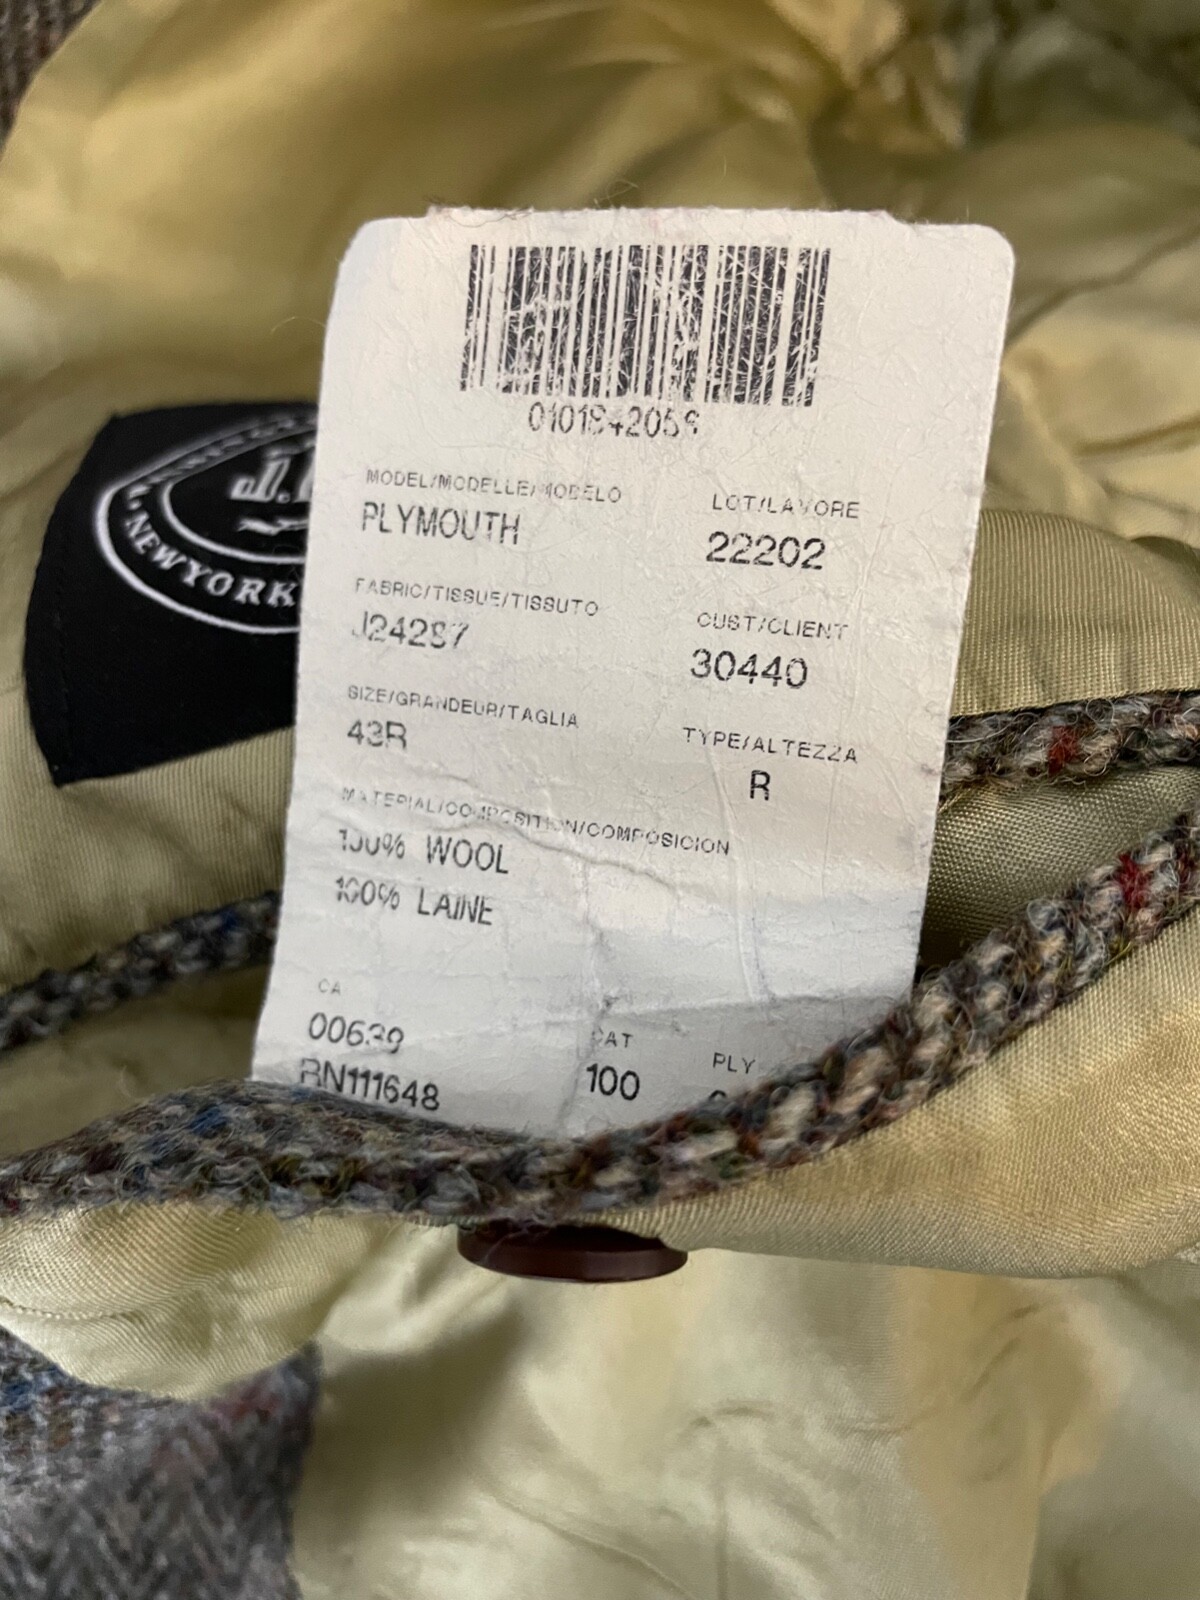 MODEL/MODELLE/MODELO
PLYMOUTH
LOT/LAVORE
22202
FABRIC/TISSUE/TISSUTO
J24287
CUST/CLIENT
30440
SIZE/GRANDEUR/TAGLIA
43R
TYPE/ALTEZZA
R
MATERIAL/COMPOSITION/COMPOSICION
100% WOOL
100% LAINE
CA
00639
CAT
PLY
RN111648
100
NEWYORK